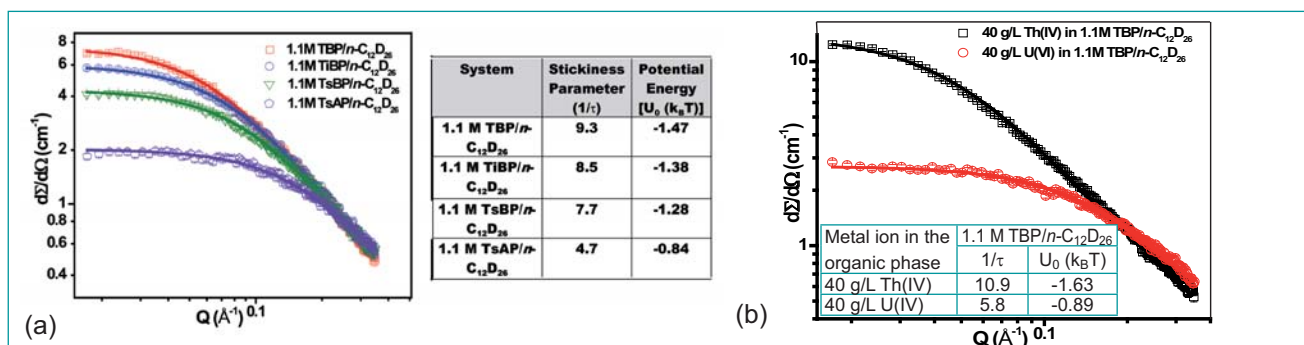 8
6
4
2
1
0.8
0.6
0.4
dΣ/dΩ (cm⁻¹)
1.1M TBP/n-C₁₂D₂₆
1.1M TiBP/n-C₁₂D₂₆
1.1M TsBP/n-C₁₂D₂₆
1.1M TsAP/n-C₁₂D₂₆
Q (Å⁻¹) 0.1
(a)
System Stickiness Parameter (1/τ) Potential Energy [U₀ (k_BT)]
1.1 M TBP/n-C₁₂D₂₆ 9.3 -1.47
1.1 M TiBP/n-C₁₂D₂₆ 8.5 -1.38
1.1 M TsBP/n-C₁₂D₂₆ 7.7 -1.28
1.1 M TsAP/n-C₁₂D₂₆ 4.7 -0.84
(b)
10
1
dΣ/dΩ (cm⁻¹)
40 g/L Th(IV) in 1.1M TBP/n-C₁₂D₂₆
40 g/L U(VI) in 1.1M TBP/n-C₁₂D₂₆
Metal ion in the organic phase 1.1 M TBP/n-C₁₂D₂₆
1/τ U₀ (k_BT)
40 g/L Th(IV) 10.9 -1.63
40 g/L U(IV) 5.8 -0.89
Q (Å⁻¹) 0.1